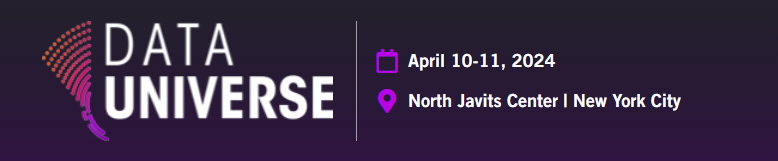 DATA
UNIVERSE
April 10-11, 2024
North Javits Center | New York City